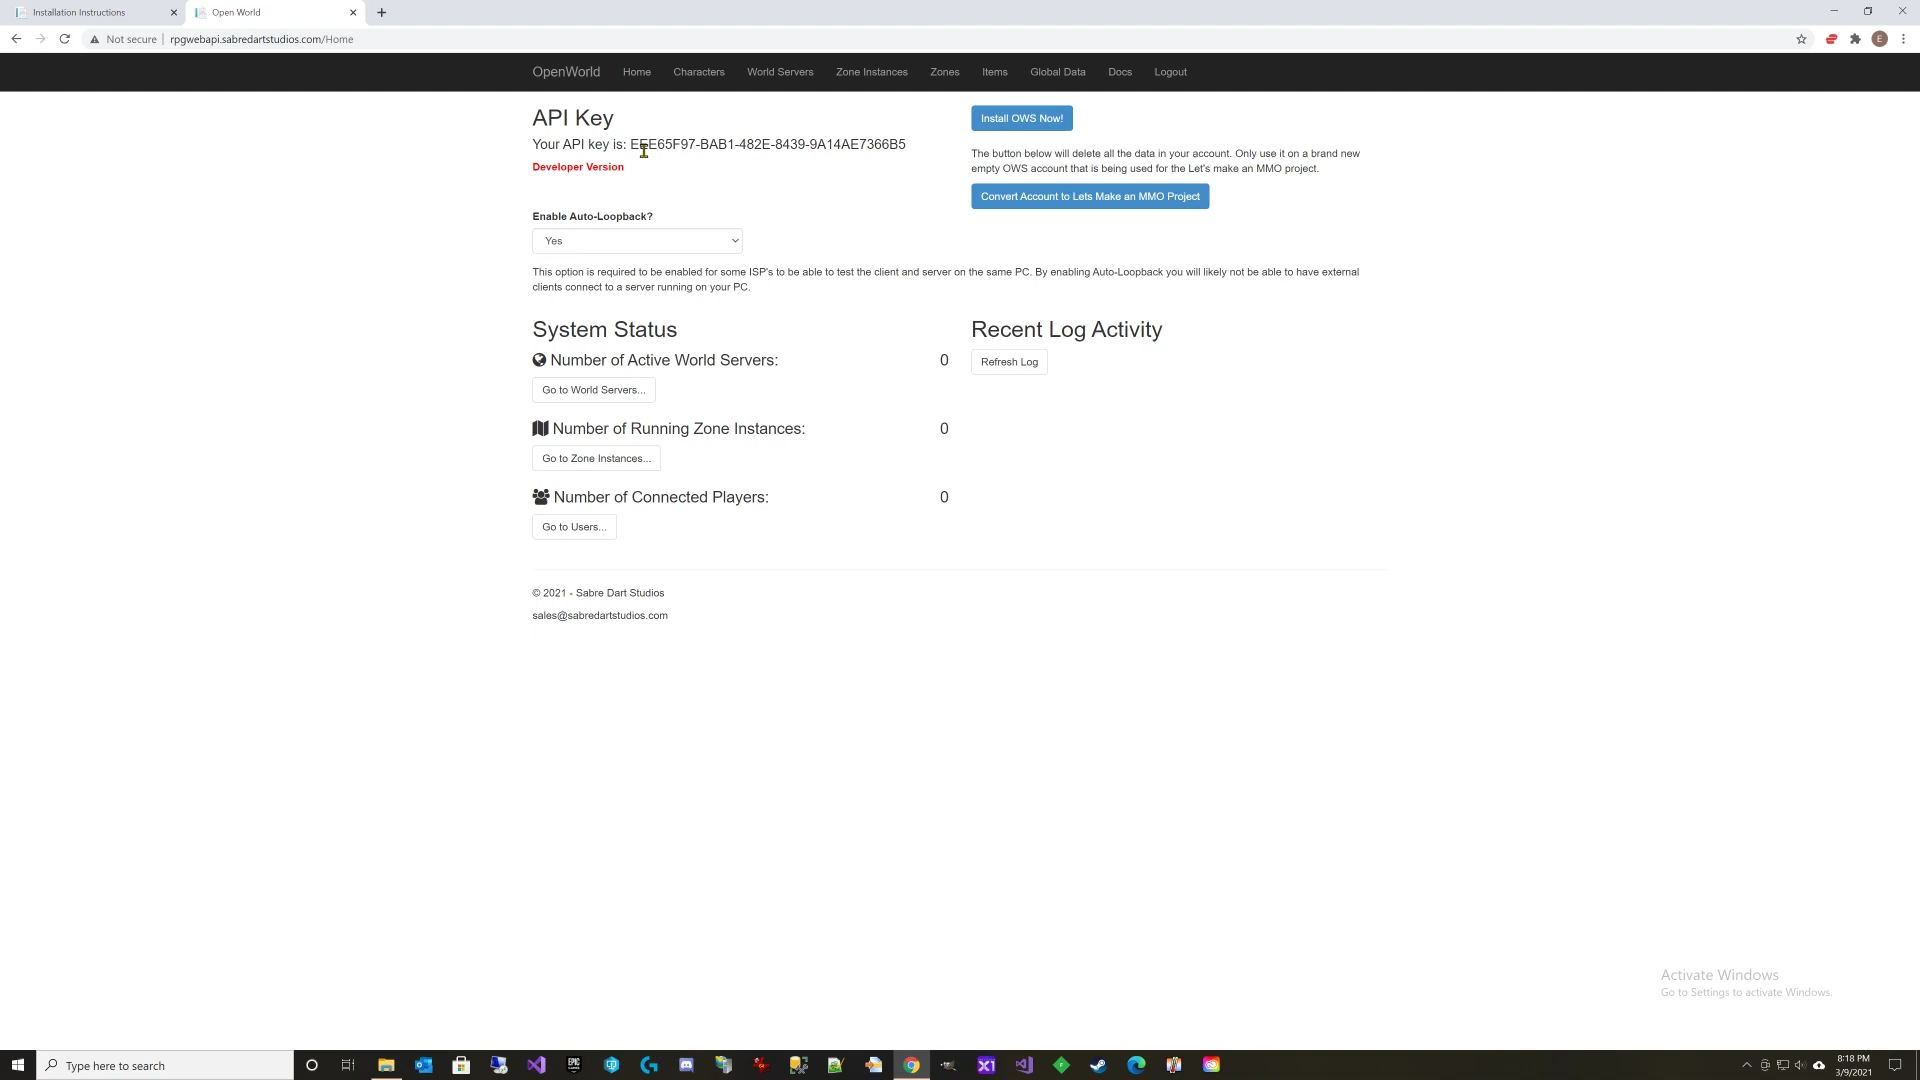 Installation Instructions
Open World
Not secure
rpgwebapi.sabredartstudios.com/Home
E
OpenWorld Home Characters World Servers Zone Instances Zones Items Global Data Docs Logout
API Key
Your API key is: EEE65F97-BAB1-482E-8439-9A14AE7366B5
Developer Version
Install OWS Now!
The button below will delete all the data in your account. Only use it on a brand new
empty OWS account that is being used for the Let's make an MMO project.
Convert Account to Lets Make an MMO Project
Enable Auto-Loopback?
Yes
This option is required to be enabled for some ISP's to be able to test the client and server on the same PC. By enabling Auto-Loopback you will likely not be able to have external
clients connect to a server running on your PC.
System Status
Number of Active World Servers: 0
Go to World Servers...
Number of Running Zone Instances: 0
Go to Zone Instances...
Number of Connected Players: 0
Go to Users...
Recent Log Activity
Refresh Log
© 2021 - Sabre Dart Studios
sales@sabredartstudios.com
Activate Windows
Go to Settings to activate Windows.
Type here to search
EPIC
X1
8:18 PM
3/9/2021